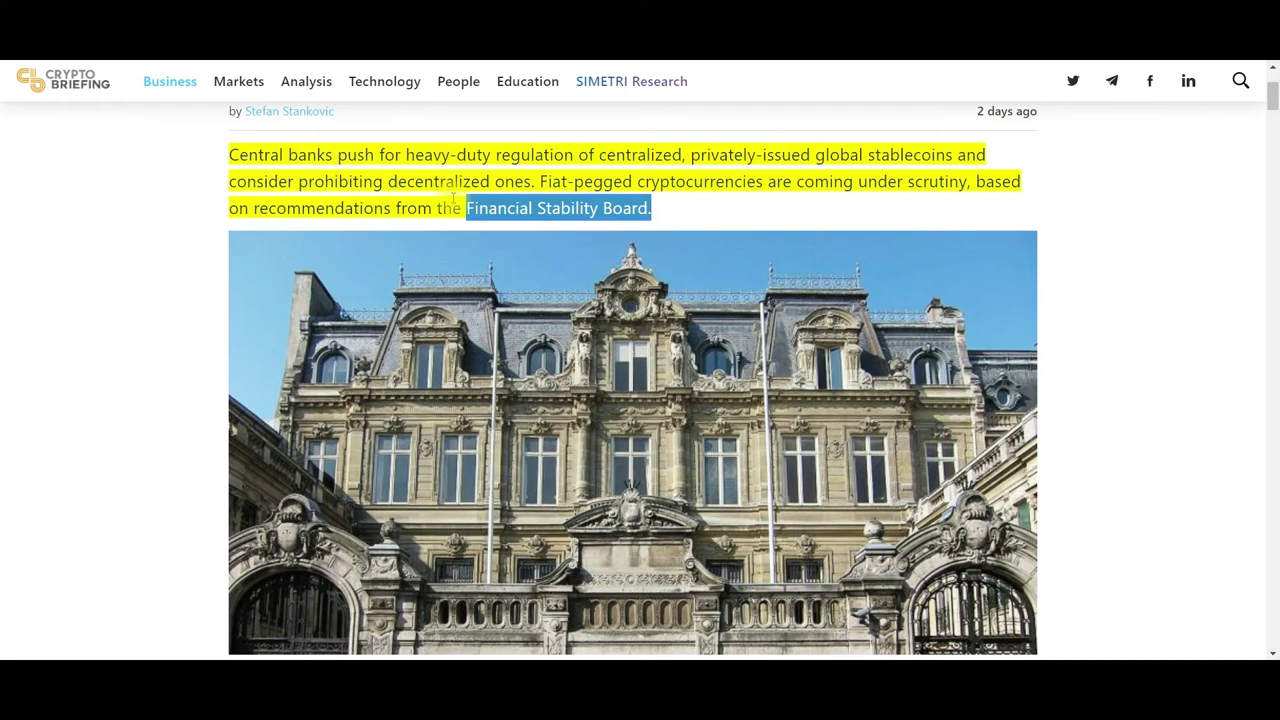 CRYPTO
BRIEFING
Business Markets Analysis Technology People Education SIMETRI Research
by Stefan Stankovic 2 days ago
Central banks push for heavy-duty regulation of centralized, privately-issued global stablecoins and
consider prohibiting decentralized ones. Fiat-pegged cryptocurrencies are coming under scrutiny, based
on recommendations from the Financial Stability Board.